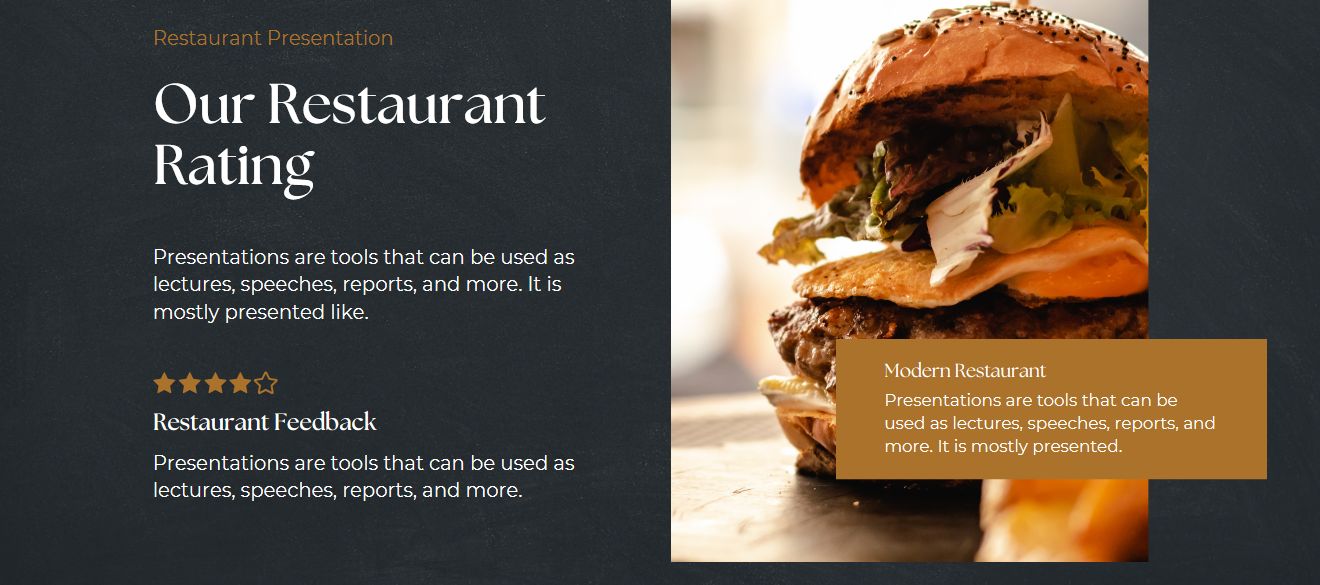 Restaurant Presentation
Our Restaurant
Rating
Presentations are tools that can be used as
lectures, speeches, reports, and more. It is
mostly presented like.
Restaurant Feedback
Presentations are tools that can be used as
lectures, speeches, reports, and more.
Modern Restaurant
Presentations are tools that can be
used as lectures, speeches, reports, and
more. It is mostly presented.